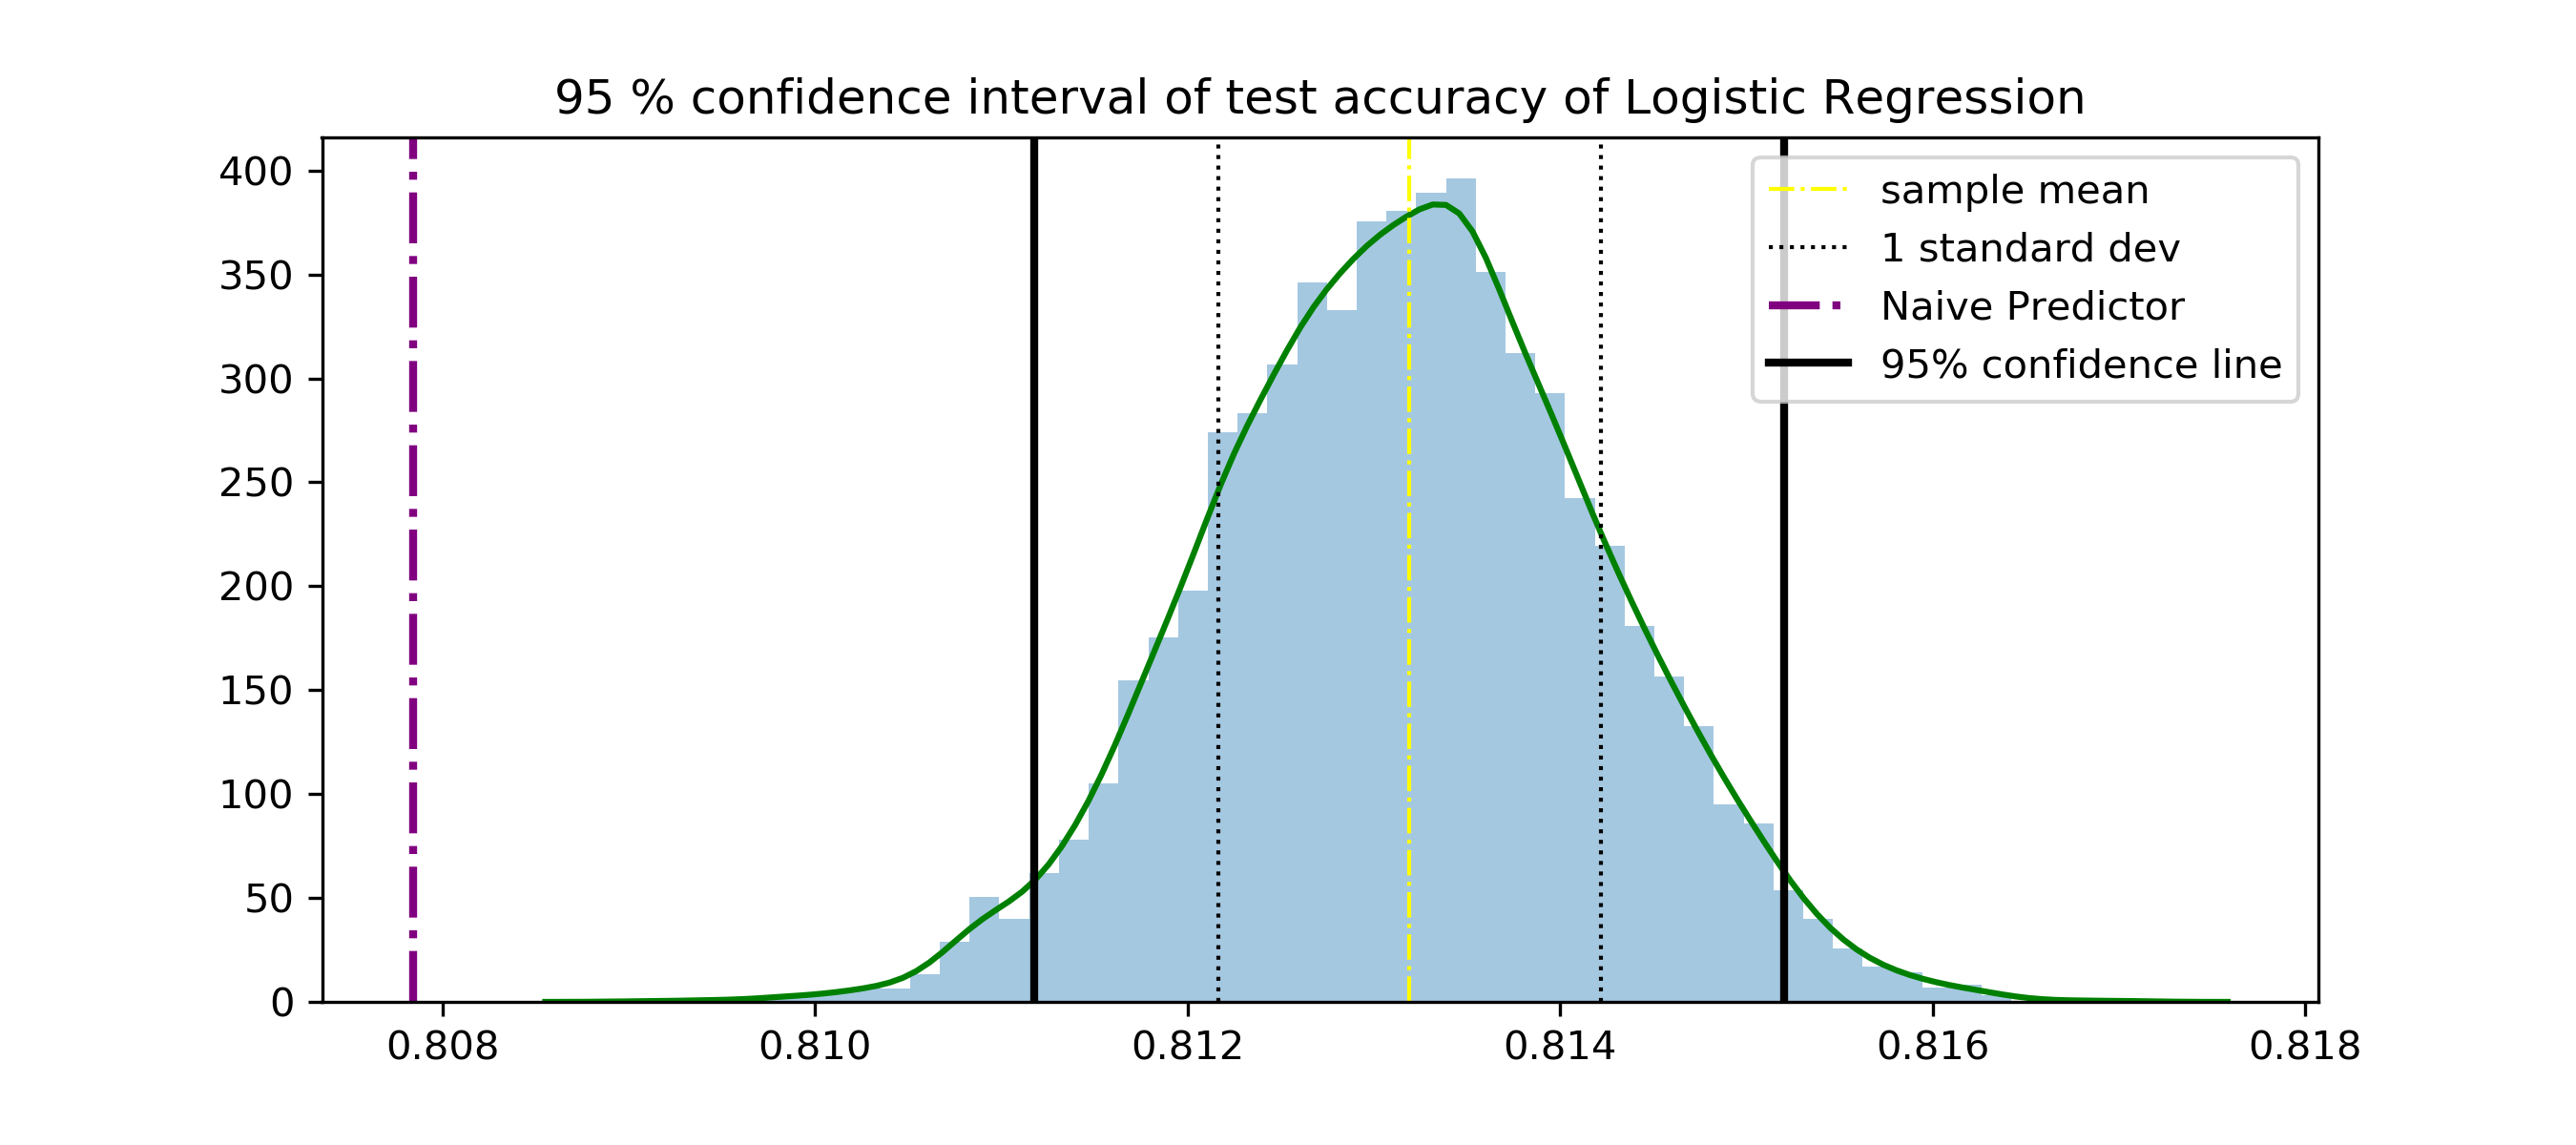 95 % confidence interval of test accuracy of Logistic Regression
400
350
300
250
200
150
100
50
0
sample mean
1 standard dev
Naive Predictor
95% confidence line
0.808 0.810 0.812 0.814 0.816 0.818